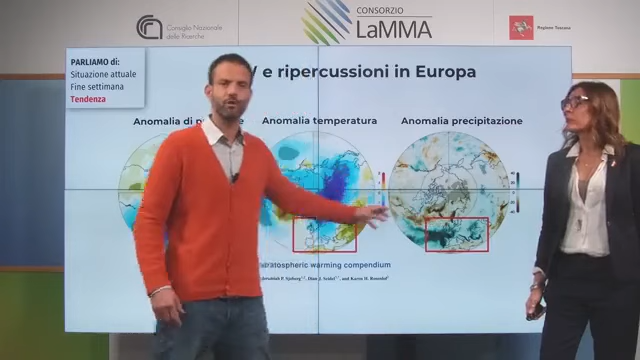 CONSORZIO
LaMMA
Consiglio Nazionale
delle Ricerche
Regione Toscana
PARLIAMO di:
Situazione attuale
Fine settimana
Tendenza
e ripercussioni in Europa
Anomalia di
Anomalia temperatura
Anomalia precipitazione
stratospheric warming compendium